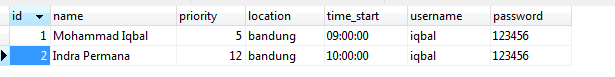 id name priority location time_start username password
1 Mohammad Iqbal 5 bandung 09:00:00 iqbal 123456
2 Indra Permana 12 bandung 10:00:00 iqbal 123456